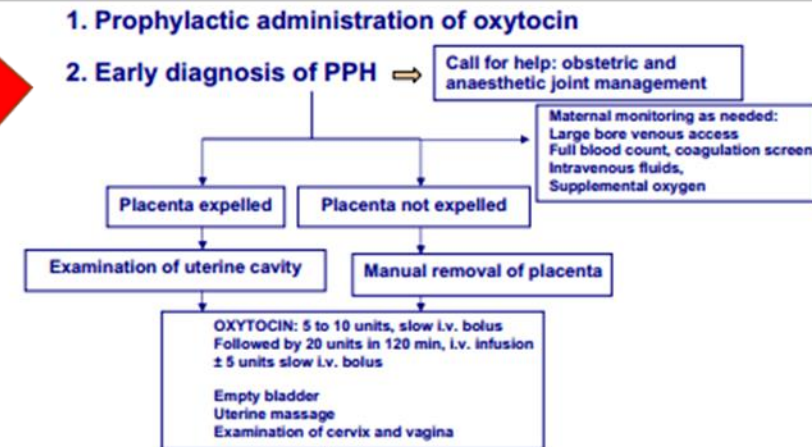 1. Prophylactic administration of oxytocin
2. Early diagnosis of PPH
Call for help: obstetric and
anaesthetic joint management
Maternal monitoring as needed:
Large bore venous access
Full blood count, coagulation screen
Intravenous fluids,
Supplemental oxygen
Placenta expelled
Placenta not expelled
Examination of uterine cavity
Manual removal of placenta
OXYTOCIN: 5 to 10 units, slow i.v. bolus
Followed by 20 units in 120 min, i.v. infusion
± 5 units slow i.v. bolus
Empty bladder
Uterine massage
Examination of cervix and vagina